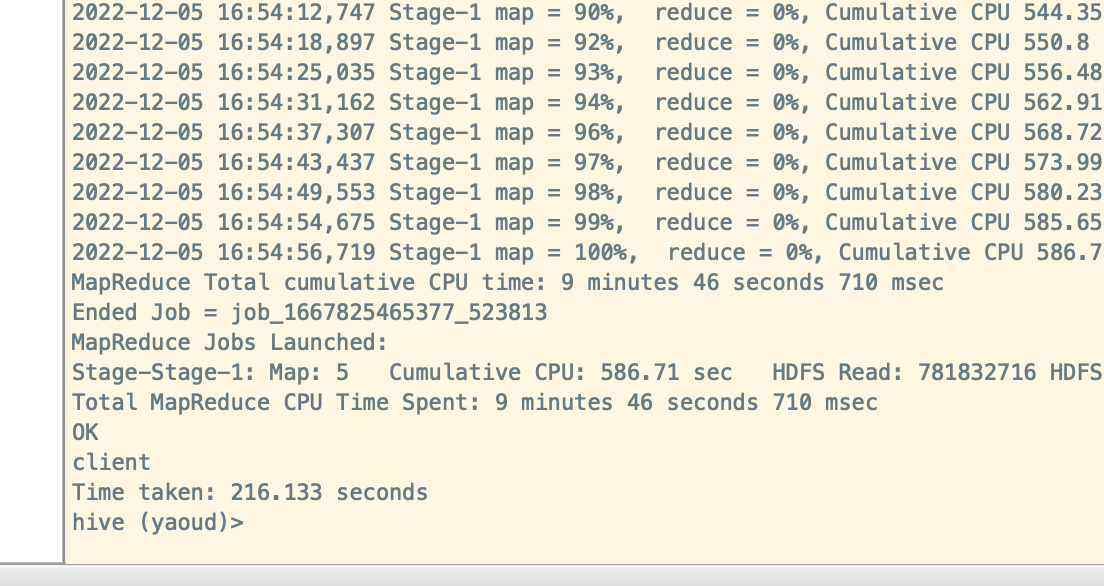 2022-12-05 16:54:12,747 Stage-1 map = 90%,  reduce = 0%, Cumulative CPU 544.35
2022-12-05 16:54:18,897 Stage-1 map = 92%,  reduce = 0%, Cumulative CPU 550.8
2022-12-05 16:54:25,035 Stage-1 map = 93%,  reduce = 0%, Cumulative CPU 556.48
2022-12-05 16:54:31,162 Stage-1 map = 94%,  reduce = 0%, Cumulative CPU 562.91
2022-12-05 16:54:37,307 Stage-1 map = 96%,  reduce = 0%, Cumulative CPU 568.72
2022-12-05 16:54:43,437 Stage-1 map = 97%,  reduce = 0%, Cumulative CPU 573.99
2022-12-05 16:54:49,553 Stage-1 map = 98%,  reduce = 0%, Cumulative CPU 580.23
2022-12-05 16:54:54,675 Stage-1 map = 99%,  reduce = 0%, Cumulative CPU 585.65
2022-12-05 16:54:56,719 Stage-1 map = 100%,  reduce = 0%, Cumulative CPU 586.7
MapReduce Total cumulative CPU time: 9 minutes 46 seconds 710 msec
Ended Job = job_1667825465377_523813
MapReduce Jobs Launched:
Stage-Stage-1: Map: 5   Cumulative CPU: 586.71 sec   HDFS Read: 781832716 HDFS
Total MapReduce CPU Time Spent: 9 minutes 46 seconds 710 msec
OK
client
Time taken: 216.133 seconds
hive (yaoud)>